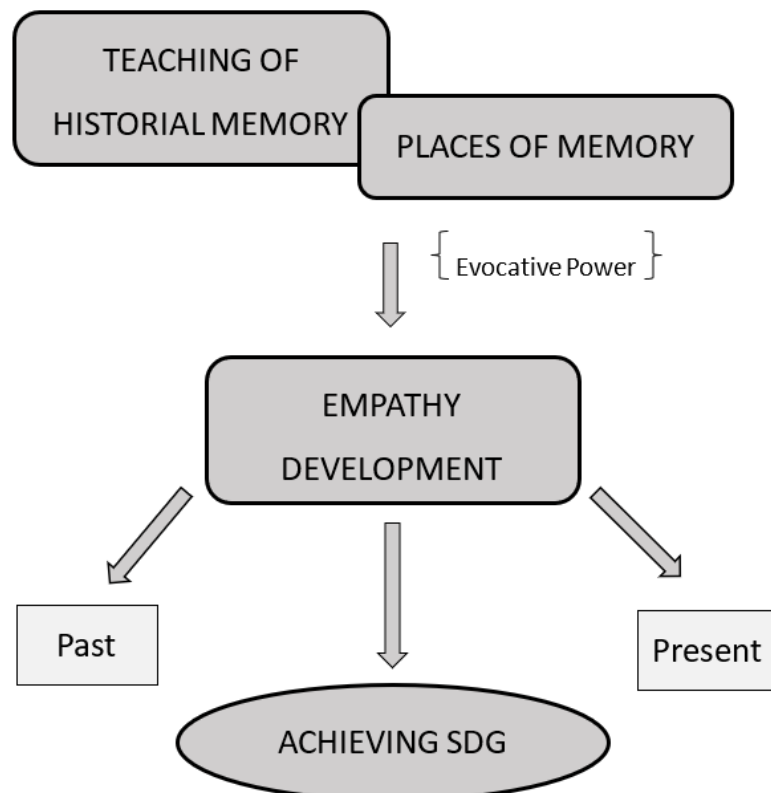 TEACHING OF
HISTORIAL MEMORY
PLACES OF MEMORY
{ Evocative Power }
EMPATHY
DEVELOPMENT
Past
Present
ACHIEVING SDG